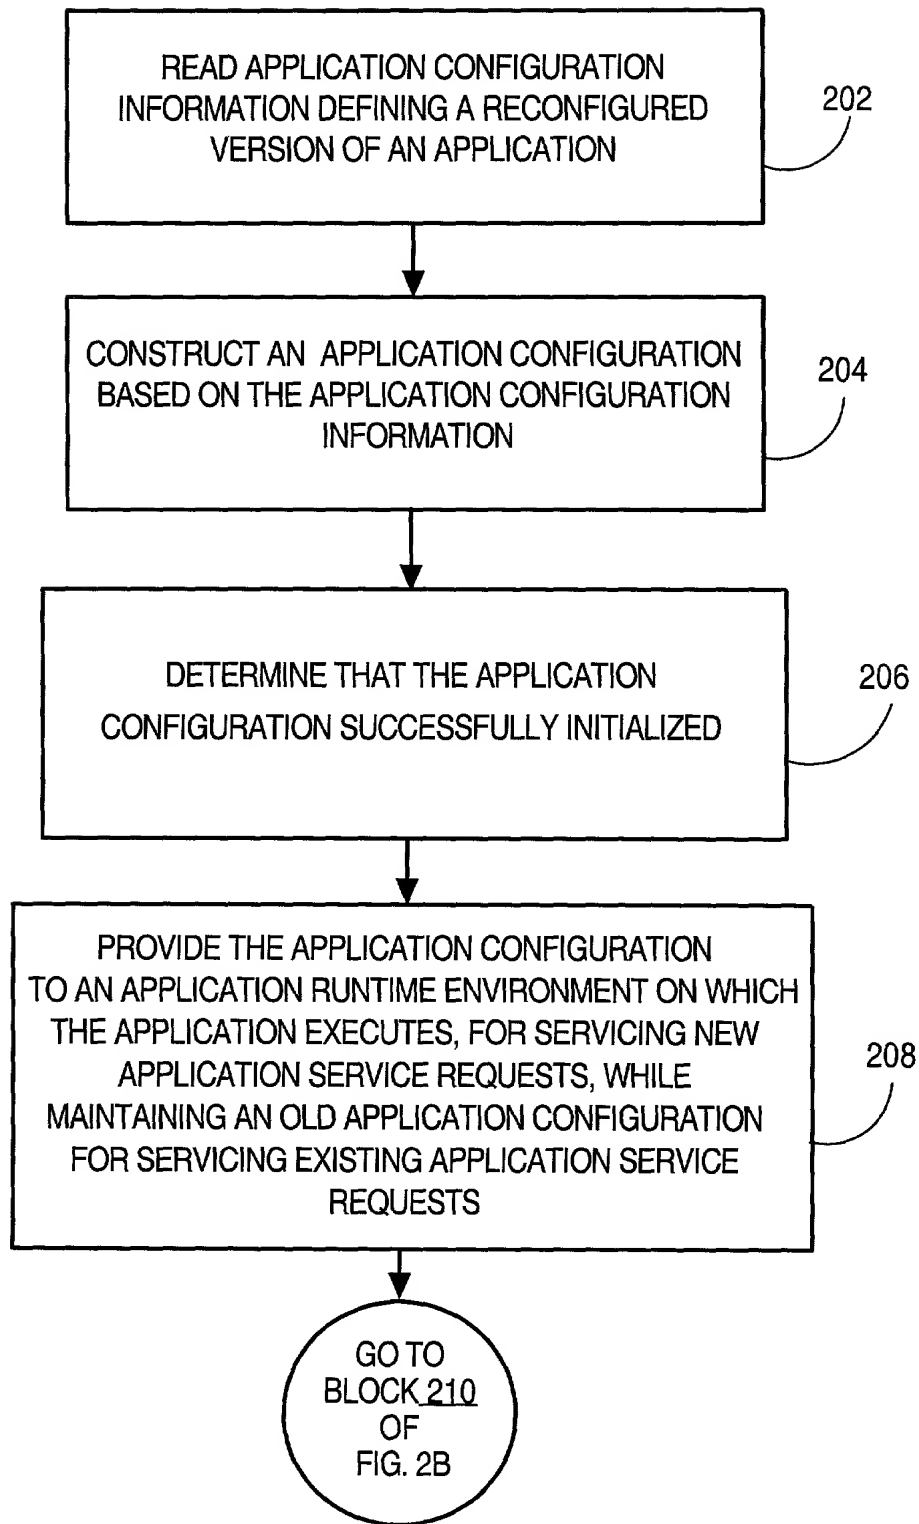 READ APPLICATION CONFIGURATION
INFORMATION DEFINING A RECONFIGURED
VERSION OF AN APPLICATION
202
CONSTRUCT AN APPLICATION CONFIGURATION
BASED ON THE APPLICATION CONFIGURATION
INFORMATION
204
DETERMINE THAT THE APPLICATION
CONFIGURATION SUCCESSFULLY INITIALIZED
206
PROVIDE THE APPLICATION CONFIGURATION
TO AN APPLICATION RUNTIME ENVIRONMENT ON WHICH
THE APPLICATION EXECUTES, FOR SERVICING NEW
APPLICATION SERVICE REQUESTS, WHILE
MAINTAINING AN OLD APPLICATION CONFIGURATION
FOR SERVICING EXISTING APPLICATION SERVICE
REQUESTS
208
GO TO
BLOCK 210
OF
FIG. 2B